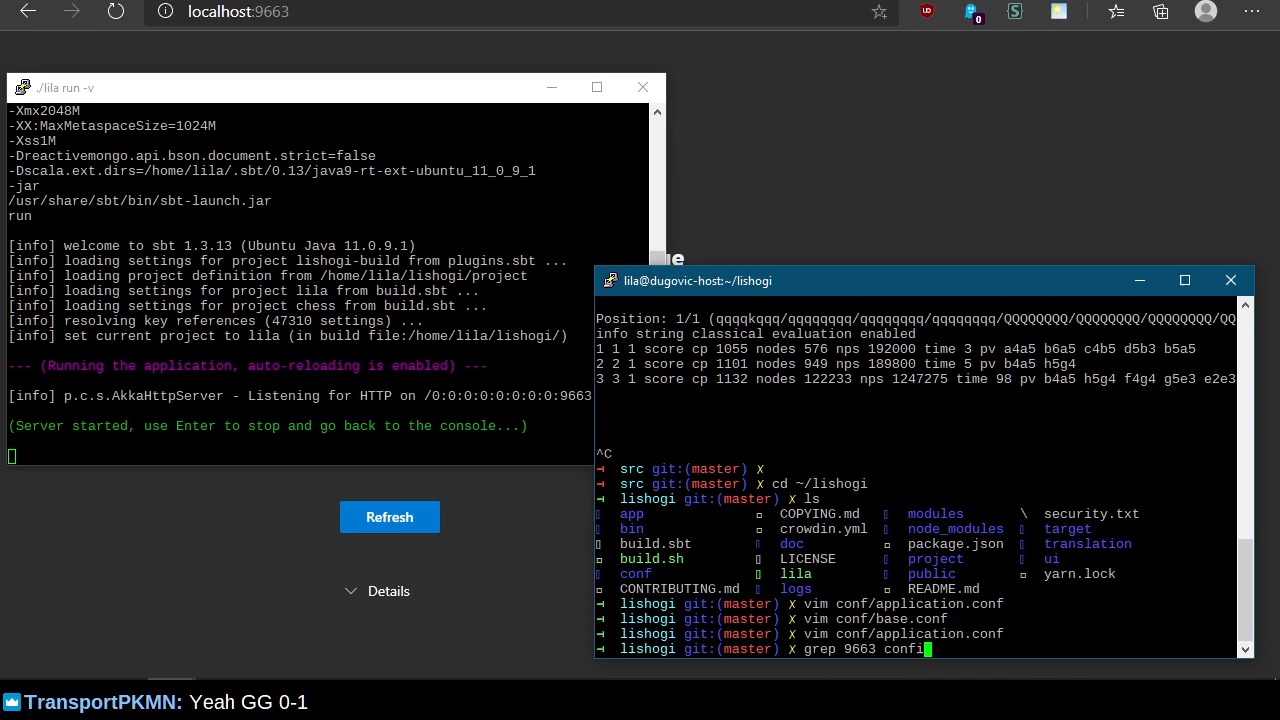 localhost:9663
./lila run -v
-Xmx2048M
-XX:MaxMetaspaceSize=1024M
-Xss1M
-Dreactivemongo.api.bson.document.strict=false
-Dscala.ext.dirs=/home/lila/.sbt/0.13/java9-rt-ext-ubuntu_11_0_9_1
-jar
/usr/share/sbt/bin/sbt-launch.jar
run
[info] welcome to sbt 1.3.13 (Ubuntu Java 11.0.9.1)
[info] loading settings for project lishogi-build from plugins.sbt ...
[info] loading project definition from /home/lila/lishogi/project
[info] loading settings for project lila from build.sbt ...
[info] loading settings for project chess from build.sbt ...
[info] resolving key references (47310 settings) ...
[info] set current project to lila (in build file:/home/lila/lishogi/)
--- (Running the application, auto-reloading is enabled) ---
[info] p.c.s.AkkaHttpServer - Listening for HTTP on /0:0:0:0:0:0:0:0:9663
(Server started, use Enter to stop and go back to the console...)
lila@dugovic-host:~/lishogi
Position: 1/1 (qqqqkqqq/qqqqqqqq/qqqqqqqq/qqqqqqqq/QQQQQQQQ/QQQQQQQQ/QQQQQQQQ/QQ
info string classical evaluation enabled
1 1 1 score cp 1055 nodes 576 nps 192000 time 3 pv a4a5 b6a5 c4b5 d5b3 b5a5
2 2 1 score cp 1101 nodes 949 nps 189800 time 5 pv b4a5 h5g4
3 3 1 score cp 1132 nodes 122233 nps 1247275 time 98 pv b4a5 h5g4 f4g4 g5e3 e2e3
^C
src git:(master) ✗
src git:(master) ✗ cd ~/lishogi
lishogi git:(master) ✗ ls
app COPYING.md modules \ security.txt
bin crowdin.yml node_modules target
build.sbt doc package.json translation
build.sh LICENSE project ui
conf lila public yarn.lock
CONTRIBUTING.md logs README.md
lishogi git:(master) ✗ vim conf/application.conf
lishogi git:(master) ✗ vim conf/base.conf
lishogi git:(master) ✗ vim conf/application.conf
lishogi git:(master) ✗ grep 9663 confi
Refresh
Details
TransportPKMN: Yeah GG 0-1